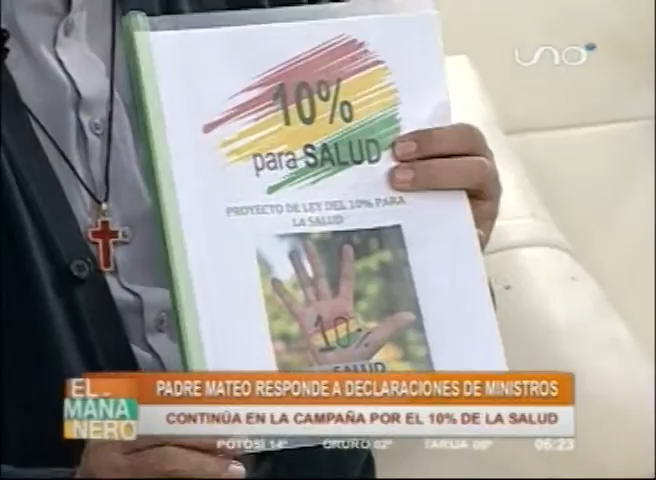 uno
10%
para SALUD
PROYECTO DE LEY DEL 10% PARA
LA SALUD
10%
SALUD
EL
MAÑA
NERO
PADRE MATEO RESPONDE A DECLARACIONES DE MINISTROS
CONTINÚA EN LA CAMPAÑA POR EL 10% DE LA SALUD
POTOSÍ 14° ORURO 02° TARIJA 08° 06:23